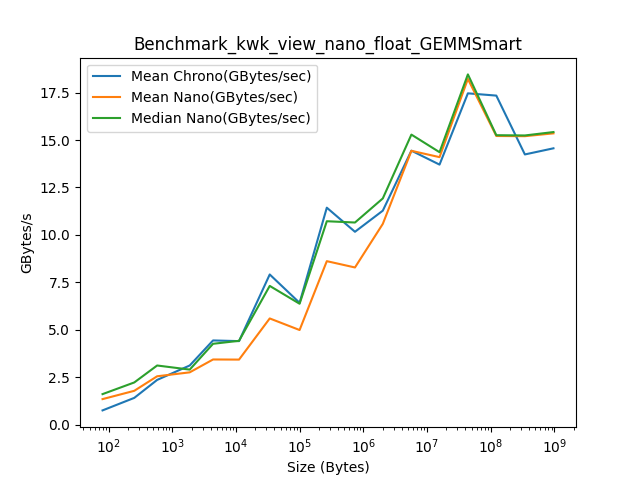 Benchmark_kwk_view_nano_float_GEMMSmart
Mean Chrono(GBytes/sec)
Mean Nano(GBytes/sec)
Median Nano(GBytes/sec)
GBytes/s
17.5
15.0
12.5
10.0
7.5
5.0
2.5
0.0
10² 10³ 10⁴ 10⁵ 10⁶ 10⁷ 10⁸ 10⁹
Size (Bytes)